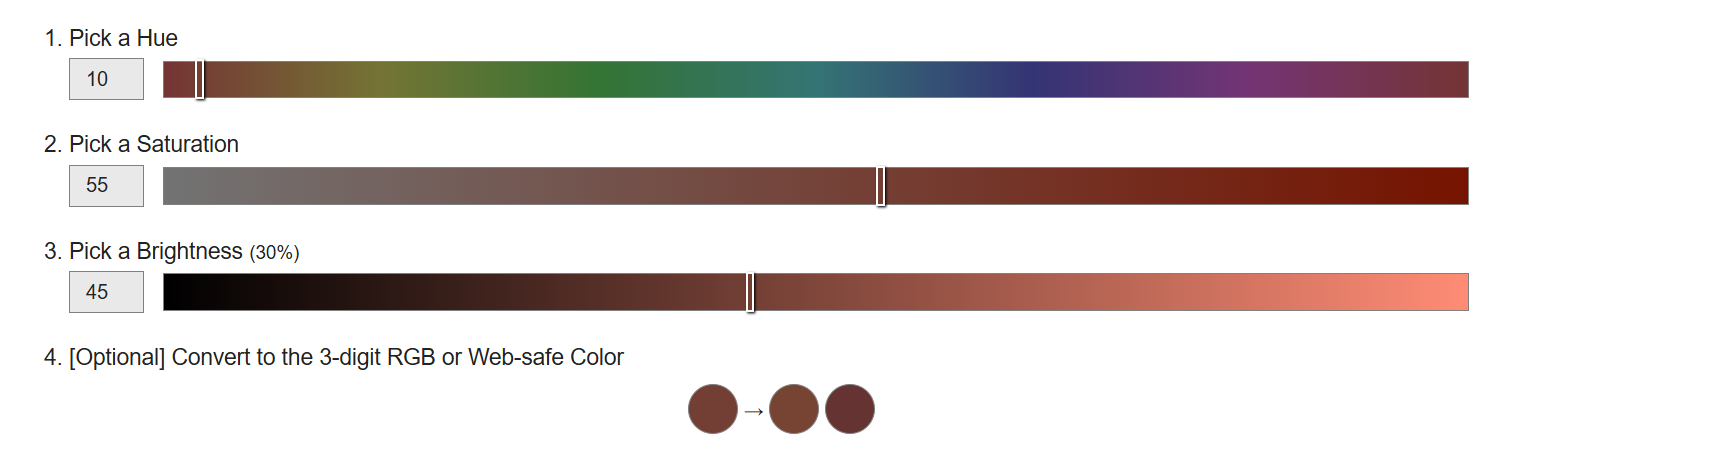 1. Pick a Hue
10
2. Pick a Saturation
55
3. Pick a Brightness (30%)
45
4. [Optional] Convert to the 3-digit RGB or Web-safe Color
→